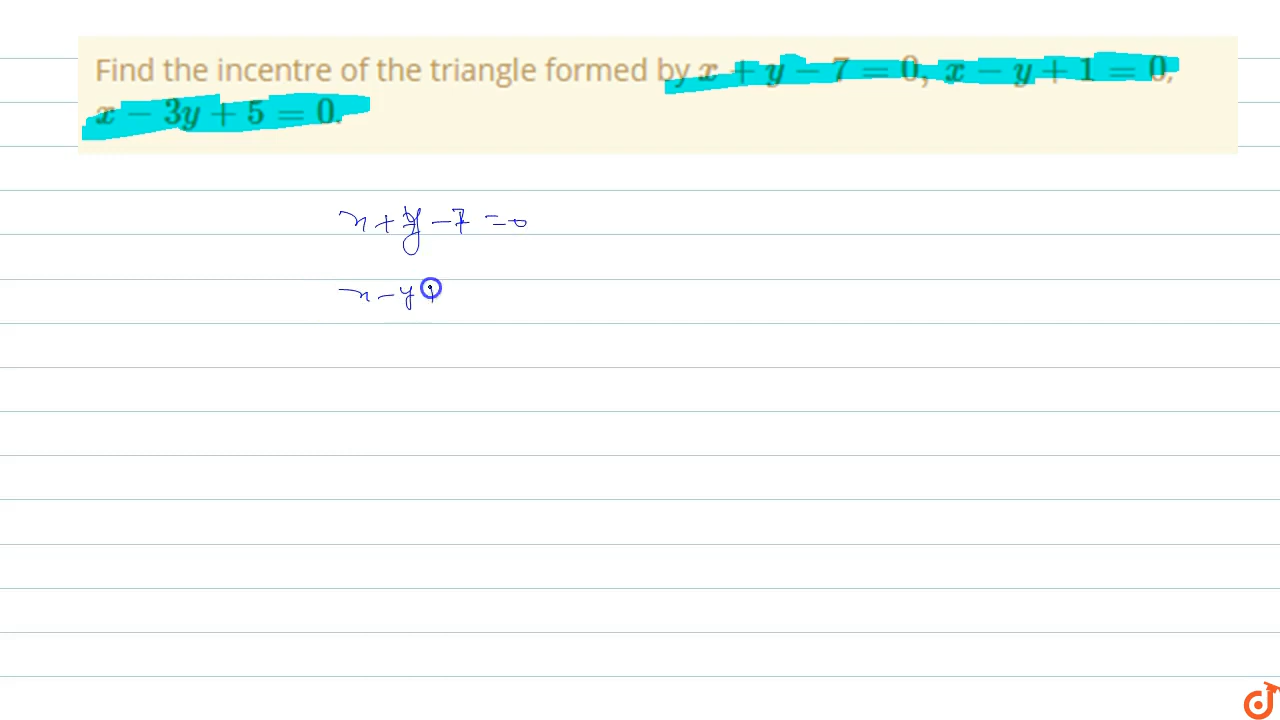 Find the incentre of the triangle formed by x + y − 7 = 0, x − y + 1 = 0,
x − 3y + 5 = 0.
x + y − 7 = 0
x − y +